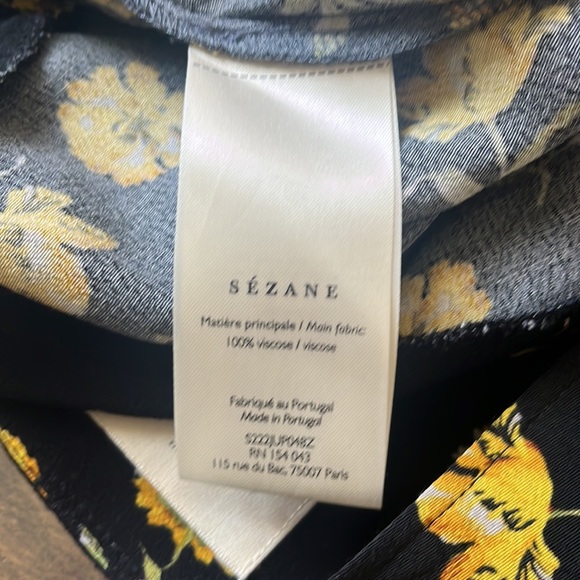 SÉZANE
Matière principale / Main fabric:
100% viscose / viscose
Fabriqué au Portugal
Made in Portugal
S222JUP048Z
RN 154 043
115 rue du Bac, 75007 Paris